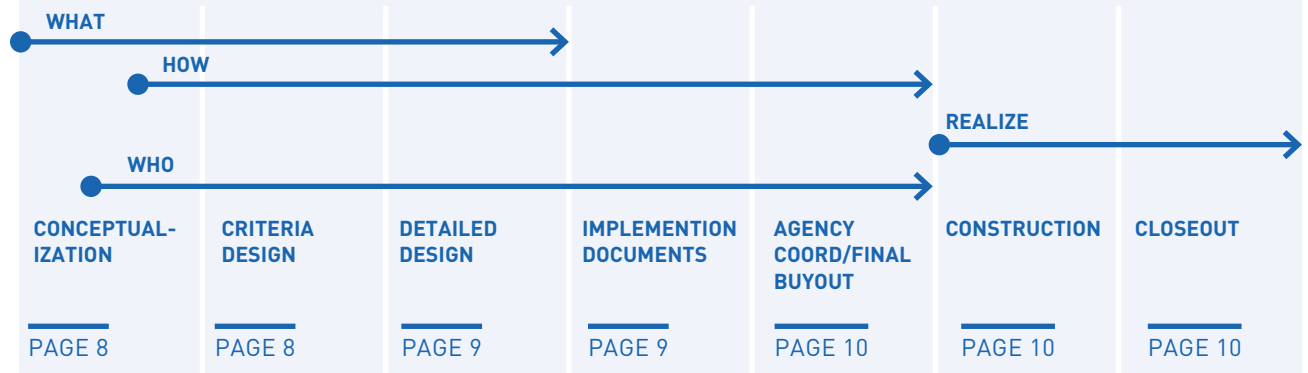 WHAT
HOW
REALIZE
WHO
CONCEPTUAL-
IZATION
CRITERIA
DESIGN
DETAILED
DESIGN
IMPLEMENTION
DOCUMENTS
AGENCY
COORD/FINAL
BUYOUT
CONSTRUCTION
CLOSEOUT
PAGE 8
PAGE 8
PAGE 9
PAGE 9
PAGE 10
PAGE 10
PAGE 10